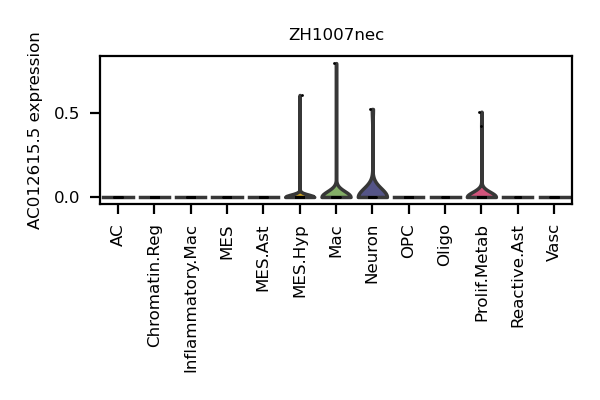 ZH1007nec
AC012615.5 expression
0.5
0.0
AC
Chromatin.Reg
Inflammatory.Mac
MES
MES.Ast
MES.Hyp
Mac
Neuron
OPC
Oligo
Prolif.Metab
Reactive.Ast
Vasc